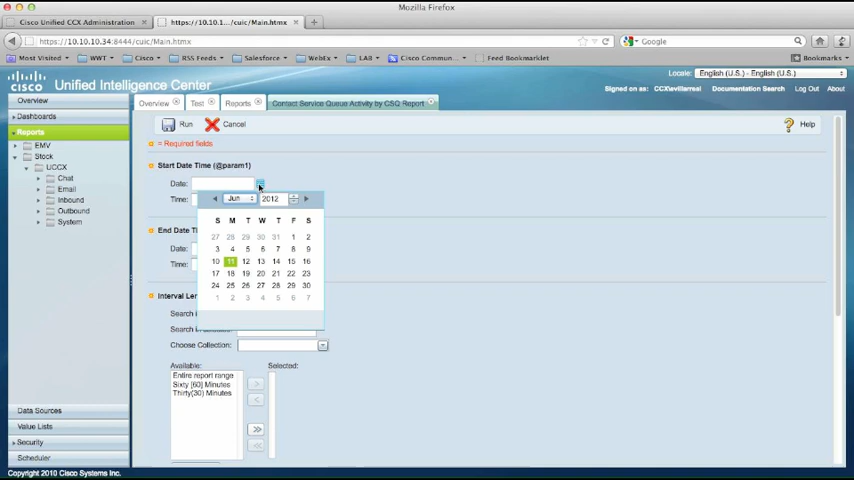 Mozilla Firefox
Cisco Unified CCX Administration
https://10.10.1.../cuic/Main.htmx
https://10.10.10.34:8444/cuic/Main.htmx
Google
Most Visited
WWT
Cisco
RSS Feeds
Salesforce
WebEx
LAB
Cisco Commun...
Feed Bookmarklet
Bookmarks
Locale: English (U.S.) - English (U.S.)
CISCO
Unified Intelligence Center
Signed on as: CCX\evillarreal
Documentation Search
Log Out
About
Overview
Dashboards
Reports
EMV
Stock
UCCX
Chat
Email
Inbound
Outbound
System
Data Sources
Value Lists
Security
Scheduler
Overview
Test
Reports
Contact Service Queue Activity by CSQ Report
Run
Cancel
Help
= Required fields
Start Date Time (@param1)
Date:
Time:
Jun 2012
S M T W T F S
27 28 29 30 31 1 2
3 4 5 6 7 8 9
10 11 12 13 14 15 16
17 18 19 20 21 22 23
24 25 26 27 28 29 30
1 2 3 4 5 6 7
End Date Ti
Date:
Time:
Interval Len
Search
Search in
Choose Collection:
Available:
Selected:
Entire report range
Sixty [60] Minutes
Thirty(30) Minutes
Copyright 2010 Cisco Systems Inc.